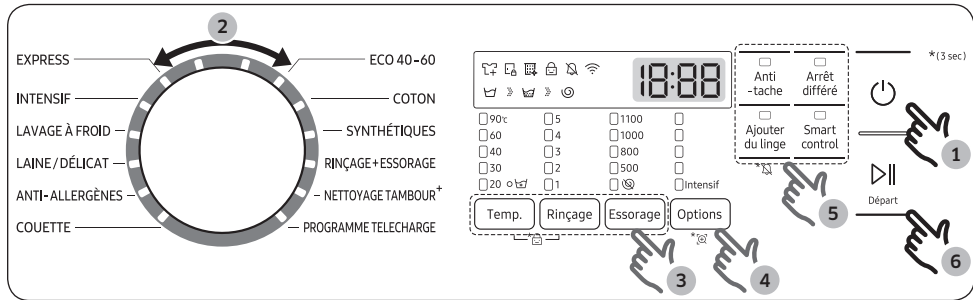 2
EXPRESS
INTENSIF
LAVAGE À FROID
LAINE/DÉLICAT
ANTI-ALLERGÈNES
COUETTE
ECO 40-60
COTON
SYNTHÉTIQUES
RINÇAGE+ESSORAGE
NETTOYAGE TAMBOUR+
PROGRAMME TELECHARGE
18:88
90℃ 5 1100
60 4 1000
40 3 800
30 2 500
20 1 Intensif
Temp. Rinçage Essorage Options
*
*
3
4
Anti
-tache
Arrêt
différé
Ajouter
du linge
Smart
control
*
5
*(3 sec)
1
Départ
6